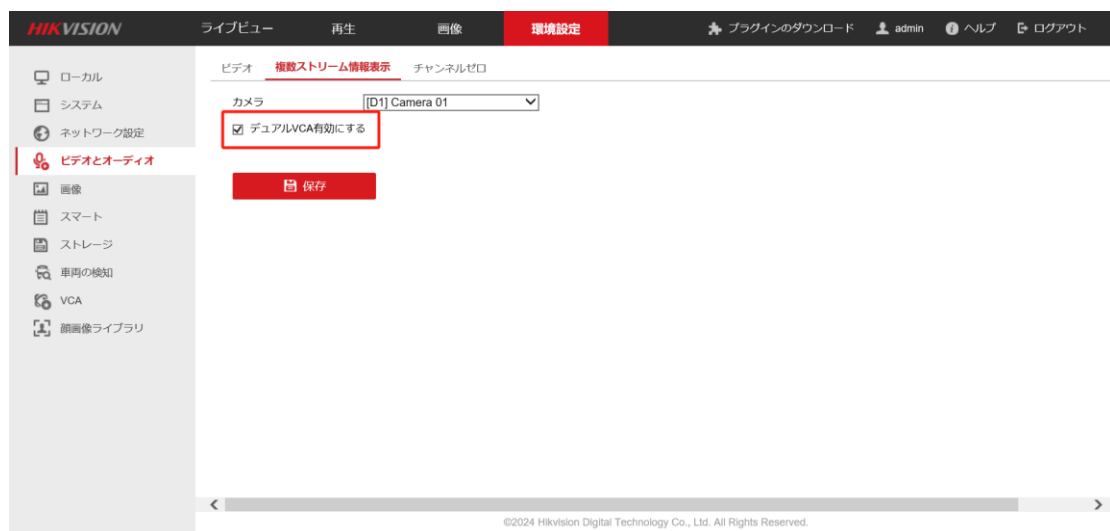 HIKVISION ライブビュー 再生 画像 環境設定 プラグインのダウンロード admin ヘルプ ログアウト
ローカル
システム
ネットワーク設定
ビデオとオーディオ
画像
スマート
ストレージ
車両の検知
VCA
顔画像ライブラリ
ビデオ 複数ストリーム情報表示 チャンネルゼロ
カメラ [D1] Camera 01
デュアルVCA有効にする
保存
©2024 Hikvision Digital Technology Co., Ltd. All Rights Reserved.